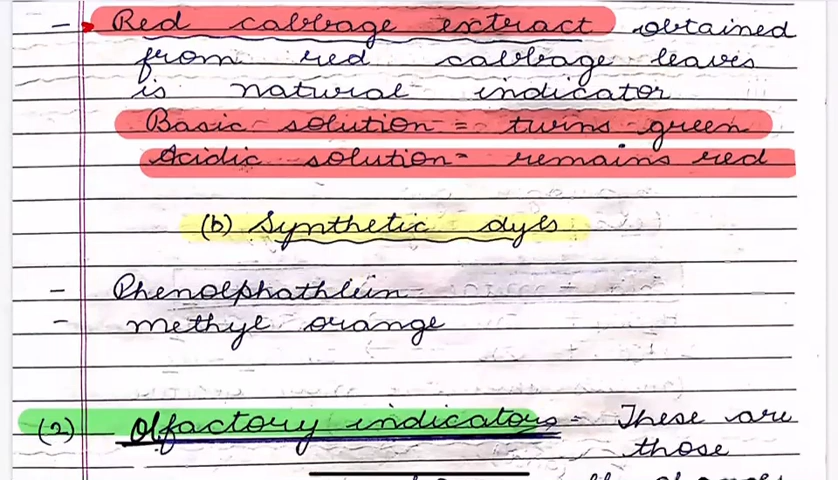 - Red cabbage extract obtained
from red cabbage leaves
is natural indicator
Basic solution = turns green
Acidic solution = remains red
(b) Synthetic dyes
- Phenolphathlein
- methyl orange
(2) Olfactory indicators - These are
those
changes